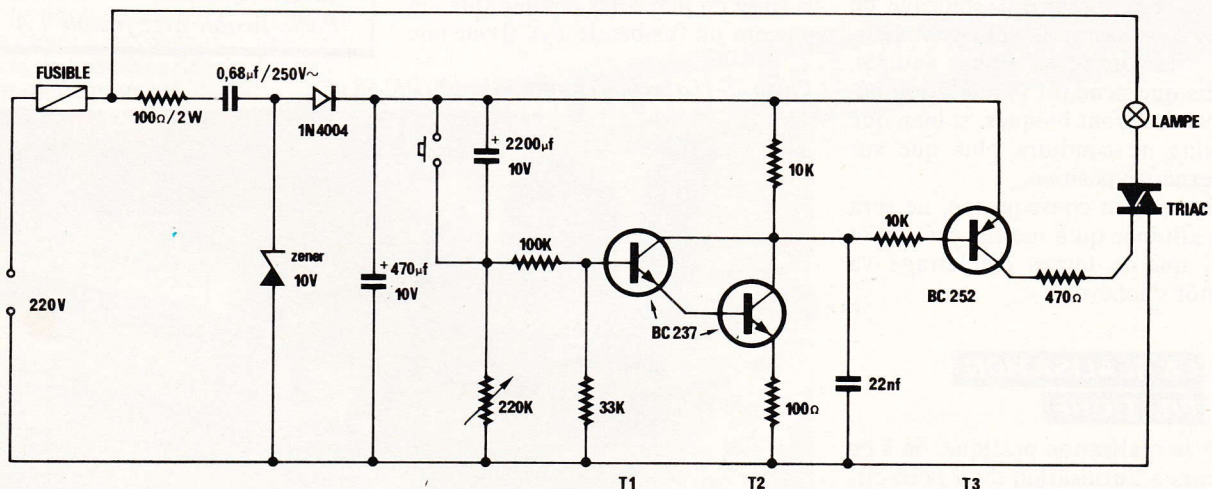 FUSIBLE
0,68µf/250V~
100Ω/2W
1N4004
2200µf
10V
10K
LAMPE
TRIAC
zener
10V
470µf
10V
100K
10K
BC 252
470Ω
220V
BC 237
220K
33K
100Ω
22nf
T1
T2
T3